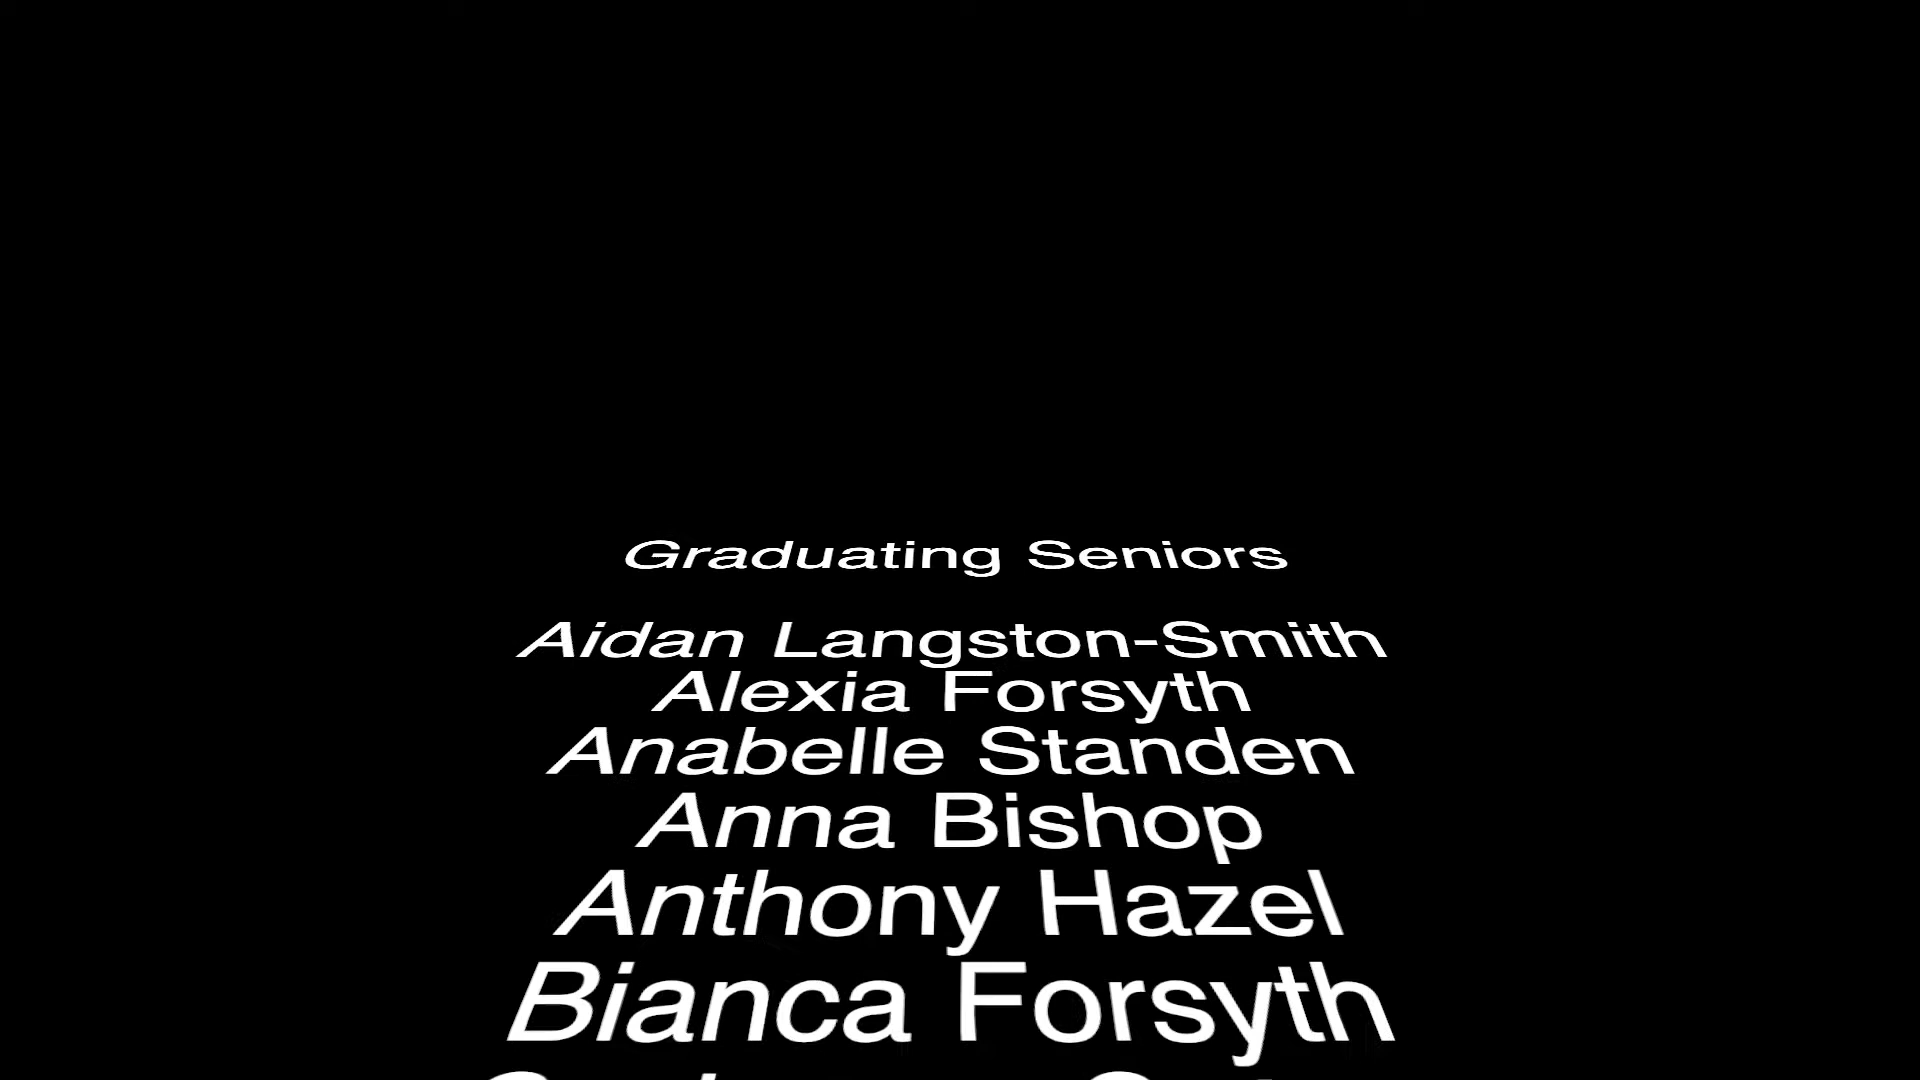 Graduating Seniors
Aidan Langston-Smith
Alexia Forsyth
Anabelle Standen
Anna Bishop
Anthony Hazel
Bianca Forsyth